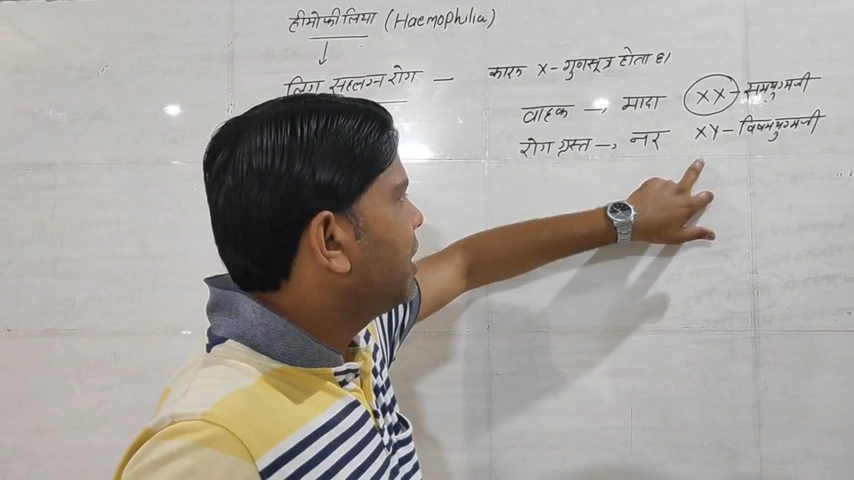 हीमोफीलिया (Haemophilia)
लिंग सहलग्न रोग - कारक X-गुणसूत्र होता है।
वाहक → मादा XX - समयुग्मजी
रोग ग्रस्त → नर XY - विषमयुग्मजी